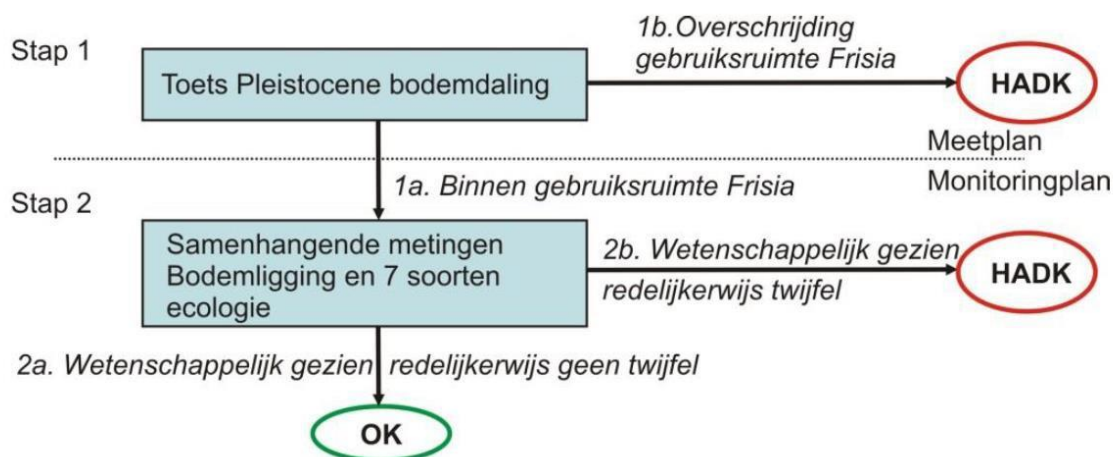 Stap 1
1b.Overschrijding
gebruiksruimte Frisia
Toets Pleistocene bodemdaling
HADK
Meetplan
1a. Binnen gebruiksruimte Frisia
Monitoringplan
Stap 2
Samenhangende metingen
Bodemligging en 7 soorten
ecologie
2b. Wetenschappelijk gezien
redelijkerwijs twijfel
HADK
2a. Wetenschappelijk gezien redelijkerwijs geen twijfel
OK